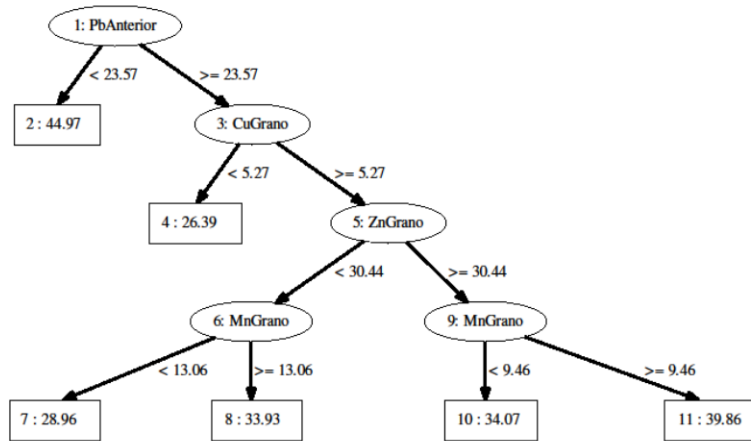 1: PbAnterior
< 23.57
>= 23.57
2 : 44.97
3: CuGrano
< 5.27
>= 5.27
4 : 26.39
5: ZnGrano
< 30.44
>= 30.44
6: MnGrano
9: MnGrano
< 13.06
>= 13.06
< 9.46
>= 9.46
7 : 28.96
8 : 33.93
10 : 34.07
11 : 39.86